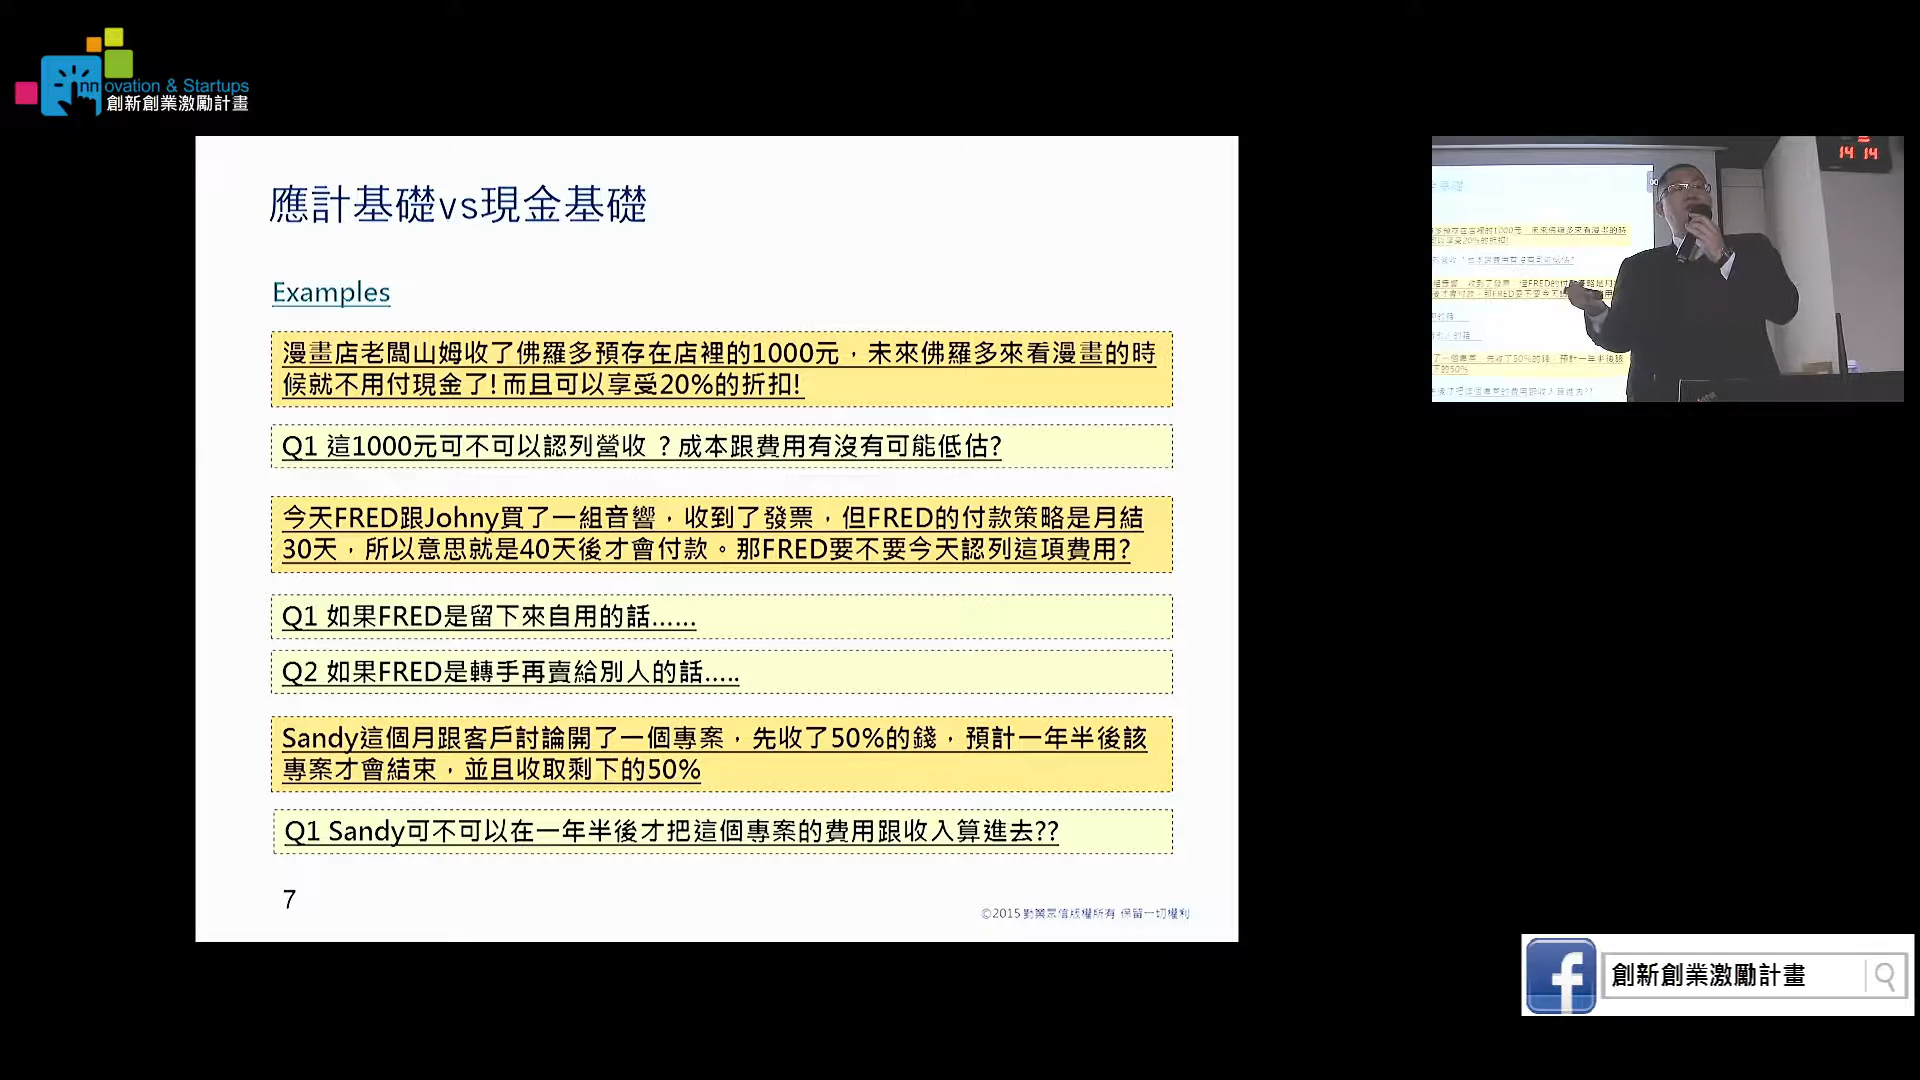 Innovation & Startups
創新創業激勵計畫
應計基礎vs現金基礎
Examples
漫畫店老闆山姆收了佛羅多預存在店裡的1000元，未來佛羅多來看漫畫的時
候就不用付現金了! 而且可以享受20%的折扣!
Q1 這1000元可不可以認列營收 ？成本跟費用有沒有可能低估?
今天FRED跟Johny買了一組音響，收到了發票，但FRED的付款策略是月結
30天，所以意思就是40天後才會付款。那FRED要不要今天認列這項費用?
Q1 如果FRED是留下來自用的話……
Q2 如果FRED是轉手再賣給別人的話…..
Sandy這個月跟客戶討論開了一個專案，先收了50%的錢，預計一年半後該
專案才會結束，並且收取剩下的50%
Q1 Sandy可不可以在一年半後才把這個專案的費用跟收入算進去??
7
©2015 勤業眾信版權所有 保留一切權利
14 14
創新創業激勵計畫